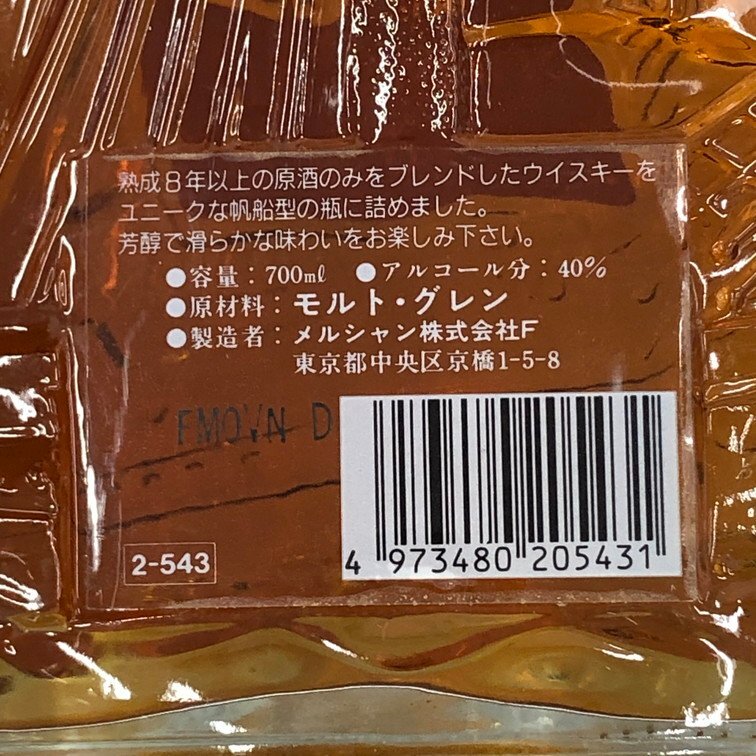 熟成8年以上の原酒のみをブレンドしたウイスキーを
ユニークな帆船型の瓶に詰めました。
芳醇で滑らかな味わいをお楽しみ下さい。
●容量：700mℓ ●アルコール分：40%
●原材料：モルト・グレン
●製造者：メルシャン株式会社F
東京都中央区京橋1-5-8
FMOVN D
2-543
4 973480 205431